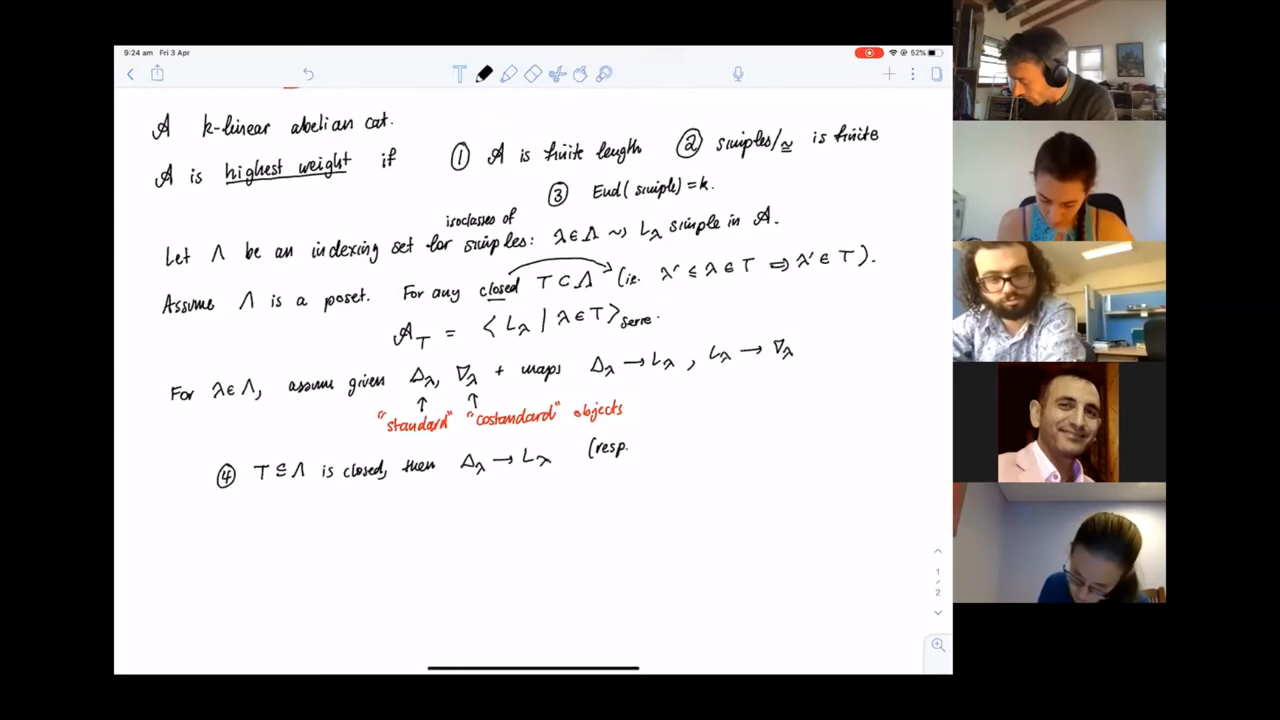 9:24 am Fri 3 Apr
52%
A k-linear abelian cat.
A is highest weight if ① A is finite length ② simples/≅ is finite
③ End(simple) = k.
isoclasses of
Let Λ be an indexing set for simples: λ ∈ Λ ⇝ L_λ simple in A.
Assume Λ is a poset. For any closed T ⊂ Λ (i.e. λ' ≤ λ ∈ T ⟹ λ' ∈ T).
A_T = ⟨ L_λ | λ ∈ T ⟩_Serre.
For λ ∈ Λ, assume given Δ_λ, ∇_λ + maps Δ_λ → L_λ , L_λ → ∇_λ
↑ ↑
"standard" "costandard" objects
④ T ⊆ Λ is closed, then Δ_λ → L_λ (resp.
1
/
2